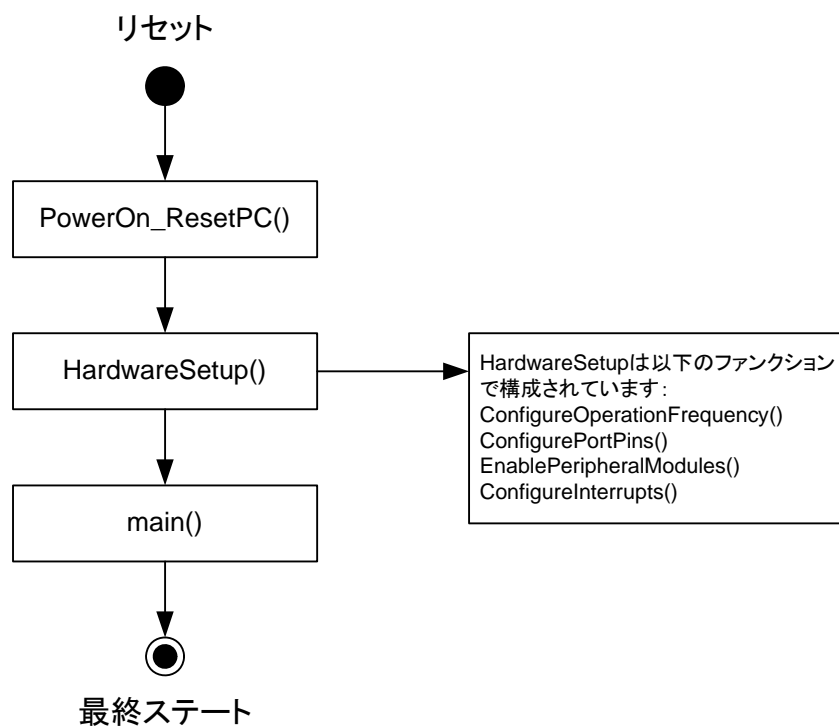 リセット
PowerOn_ResetPC()
HardwareSetup()
HardwareSetupは以下のファンクション
で構成されています:
ConfigureOperationFrequency()
ConfigurePortPins()
EnablePeripheralModules()
ConfigureInterrupts()
main()
最終ステート